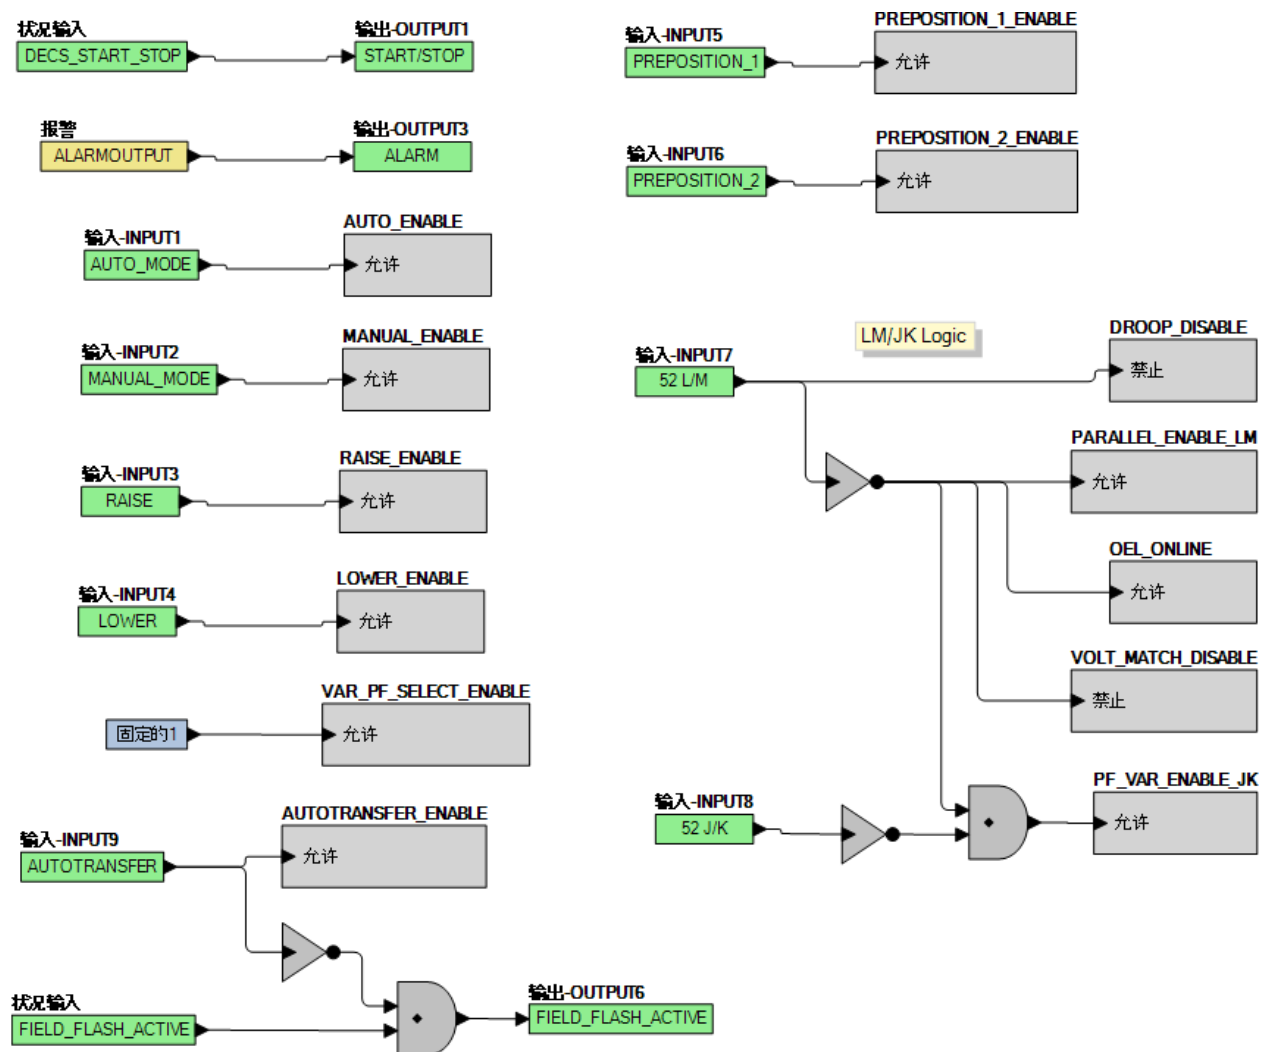 状况输入
DECS_START_STOP
输出-OUTPUT1
START/STOP
报警
ALARMOUTPUT
输出-OUTPUT3
ALARM
输入-INPUT1
AUTO_MODE
AUTO_ENABLE
允许
输入-INPUT2
MANUAL_MODE
MANUAL_ENABLE
允许
输入-INPUT3
RAISE
RAISE_ENABLE
允许
输入-INPUT4
LOWER
LOWER_ENABLE
允许
固定的1
VAR_PF_SELECT_ENABLE
允许
输入-INPUT9
AUTOTRANSFER
AUTOTRANSFER_ENABLE
允许
状况输入
FIELD_FLASH_ACTIVE
输出-OUTPUT6
FIELD_FLASH_ACTIVE
输入-INPUT5
PREPOSITION_1
PREPOSITION_1_ENABLE
允许
输入-INPUT6
PREPOSITION_2
PREPOSITION_2_ENABLE
允许
LM/JK Logic
输入-INPUT7
52 L/M
DROOP_DISABLE
禁止
PARALLEL_ENABLE_LM
允许
OEL_ONLINE
允许
VOLT_MATCH_DISABLE
禁止
输入-INPUT8
52 J/K
PF_VAR_ENABLE_JK
允许